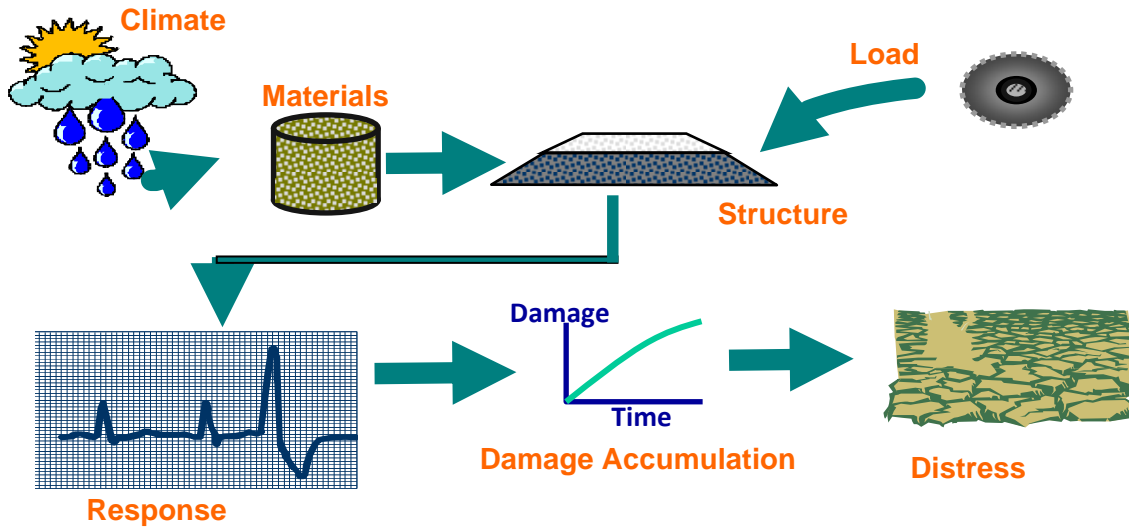 Climate
Load
Materials
Structure
Damage
Time
Damage Accumulation
Distress
Response